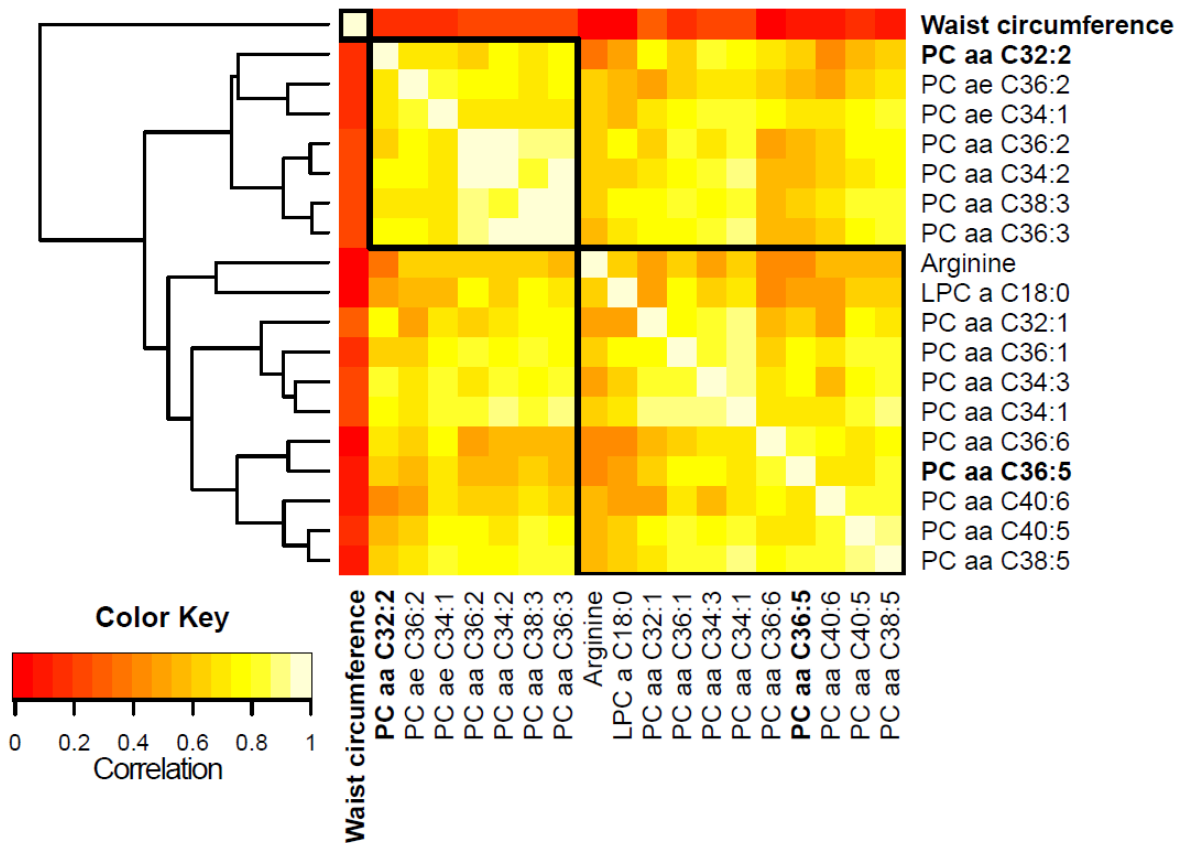 Waist circumference
PC aa C32:2
PC ae C36:2
PC ae C34:1
PC aa C36:2
PC aa C34:2
PC aa C38:3
PC aa C36:3
Arginine
LPC a C18:0
PC aa C32:1
PC aa C36:1
PC aa C34:3
PC aa C34:1
PC aa C36:6
PC aa C36:5
PC aa C40:6
PC aa C40:5
PC aa C38:5
Color Key
0 0.2 0.4 0.6 0.8 1
Correlation
Waist circumference
PC aa C32:2
PC ae C36:2
PC ae C34:1
PC aa C36:2
PC aa C34:2
PC aa C38:3
PC aa C36:3
Arginine
LPC a C18:0
PC aa C32:1
PC aa C36:1
PC aa C34:3
PC aa C34:1
PC aa C36:6
PC aa C36:5
PC aa C40:6
PC aa C40:5
PC aa C38:5